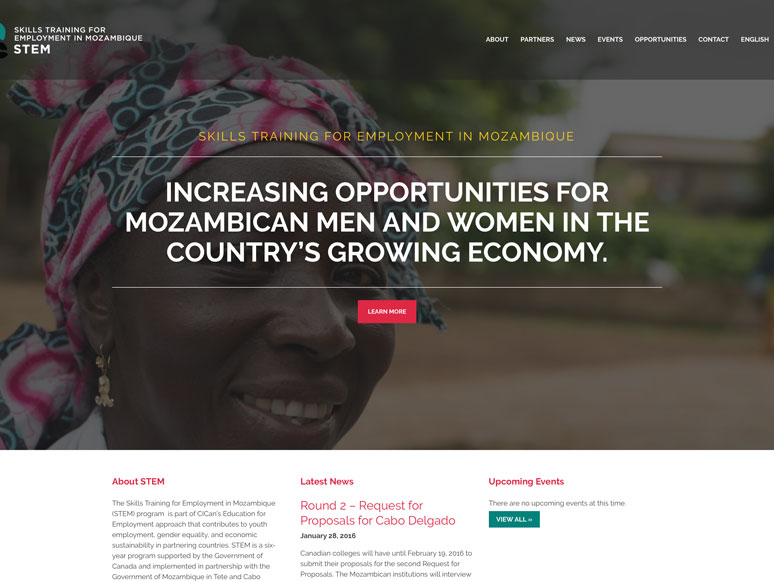 SKILLS TRAINING FOR
EMPLOYMENT IN MOZAMBIQUE
STEM
ABOUT PARTNERS NEWS EVENTS OPPORTUNITIES CONTACT ENGLISH
SKILLS TRAINING FOR EMPLOYMENT IN MOZAMBIQUE
INCREASING OPPORTUNITIES FOR
MOZAMBICAN MEN AND WOMEN IN THE
COUNTRY’S GROWING ECONOMY.
LEARN MORE
About STEM
The Skills Training for Employment in Mozambique
(STEM) program is part of CICan's Education for
Employment approach that contributes to youth
employment, gender equality, and economic
sustainability in partnering countries. STEM is a six-
year program supported by the Government of
Canada and implemented in partnership with the
Government of Mozambique in Tete and Cabo
Latest News
Round 2 – Request for
Proposals for Cabo Delgado
January 28, 2016
Canadian colleges will have until February 19, 2016 to
submit their proposals for the second Request for
Proposals. The Mozambican institutions will interview
Upcoming Events
There are no upcoming events at this time.
VIEW ALL »